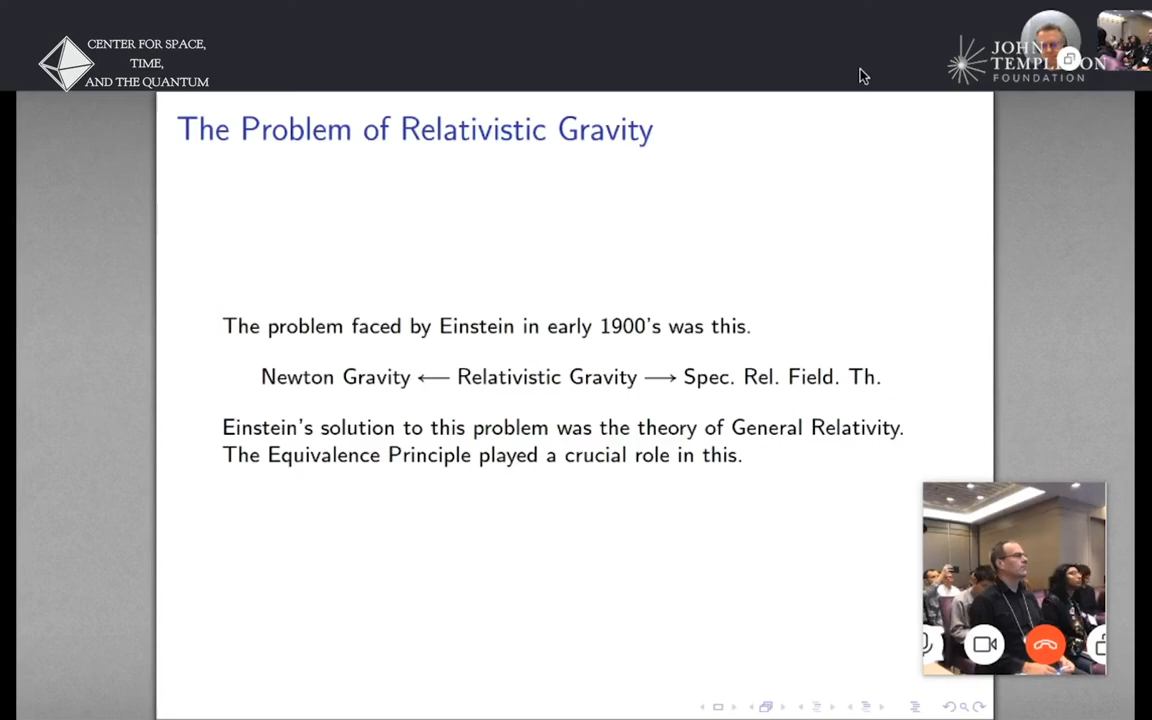 CENTER FOR SPACE,
TIME,
AND THE QUANTUM
JOHN
TEMPLETON
FOUNDATION
The Problem of Relativistic Gravity
The problem faced by Einstein in early 1900's was this.
Newton Gravity ⟵ Relativistic Gravity ⟶ Spec. Rel. Field. Th.
Einstein's solution to this problem was the theory of General Relativity.
The Equivalence Principle played a crucial role in this.